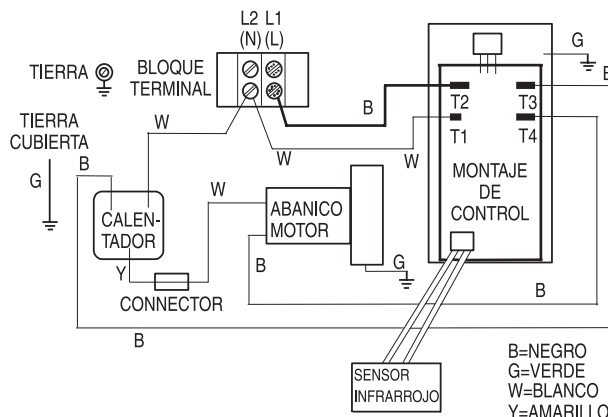 L2 L1
(N) (L)
TIERRA
BLOQUE
TERMINAL
G
B
B
T2 T3
T1 T4
TIERRA
CUBIERTA
W
W
W
B
G
MONTAJE
DE
CONTROL
CALEN-
TADOR
W
ABANICO
MOTOR
Y
CONNECTOR
B
G
B
B
SENSOR
INFRARROJO
B=NEGRO
G=VERDE
W=BLANCO
Y=AMARILLO